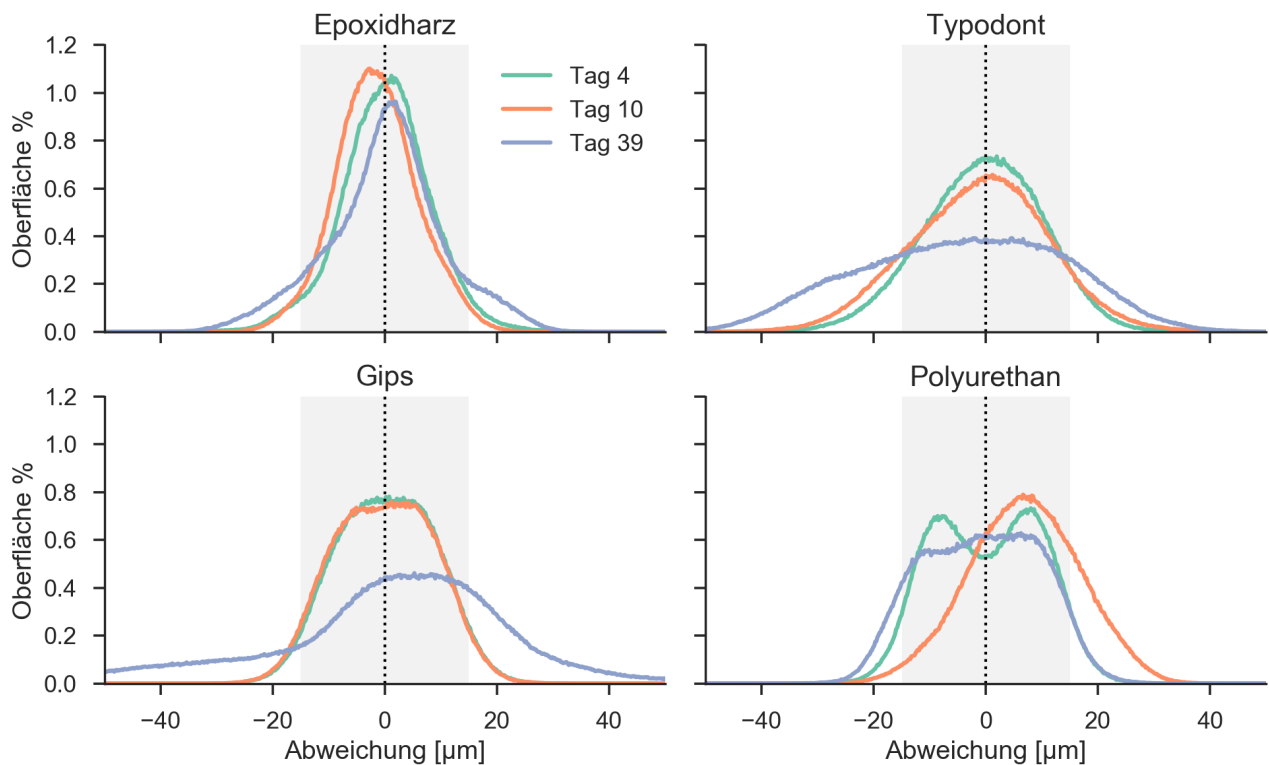 Epoxidharz
Typodont
1.2
1.0
0.8
0.6
0.4
0.2
0.0
Oberfläche %
Tag 4
Tag 10
Tag 39
Gips
Polyurethan
1.2
1.0
0.8
0.6
0.4
0.2
0.0
Oberfläche %
−40 −20 0 20 40
−40 −20 0 20 40
Abweichung [µm]
Abweichung [µm]